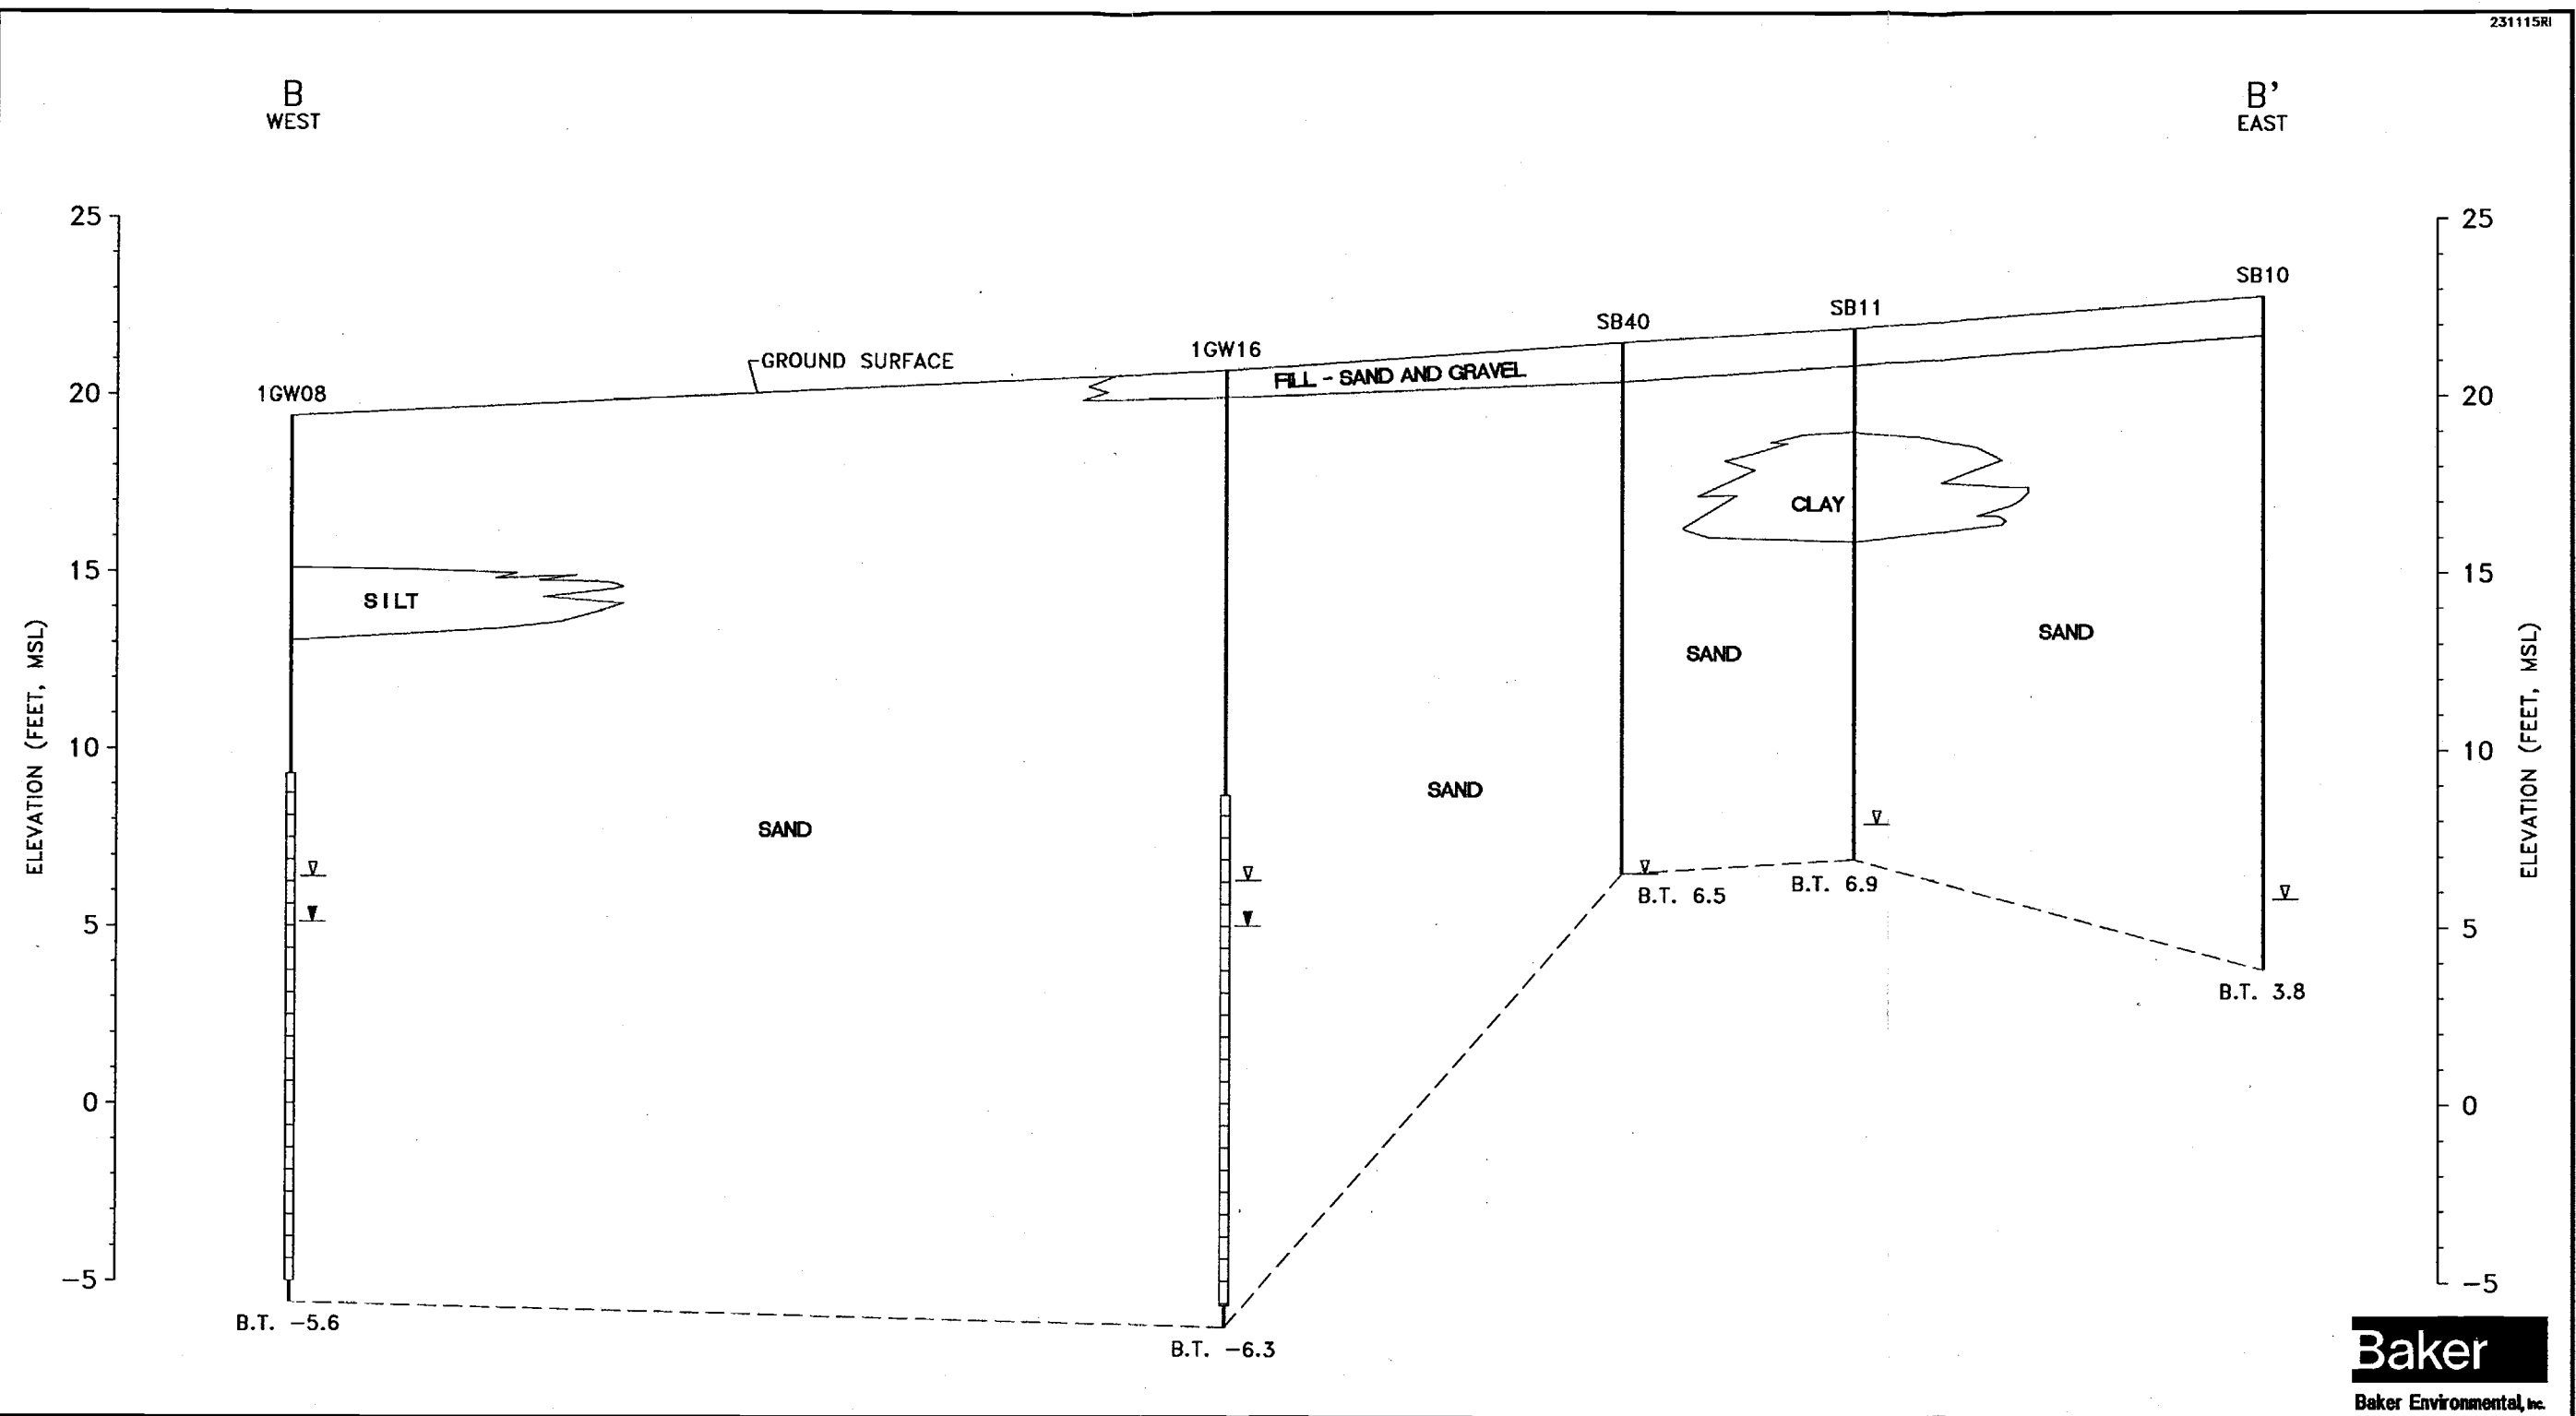 231115RI
B
WEST
B'
EAST
25
25
SB10
SB11
SB40
1GW16
GROUND SURFACE
FILL - SAND AND GRAVEL
1GW08
20
20
CLAY
15
15
SILT
SAND
SAND
ELEVATION (FEET, MSL)
ELEVATION (FEET, MSL)
10
10
SAND
SAND
B.T. 6.5
B.T. 6.9
5
5
B.T. 3.8
0
0
-5
-5
B.T. -5.6
B.T. -6.3
Baker
Baker Environmental, Inc.